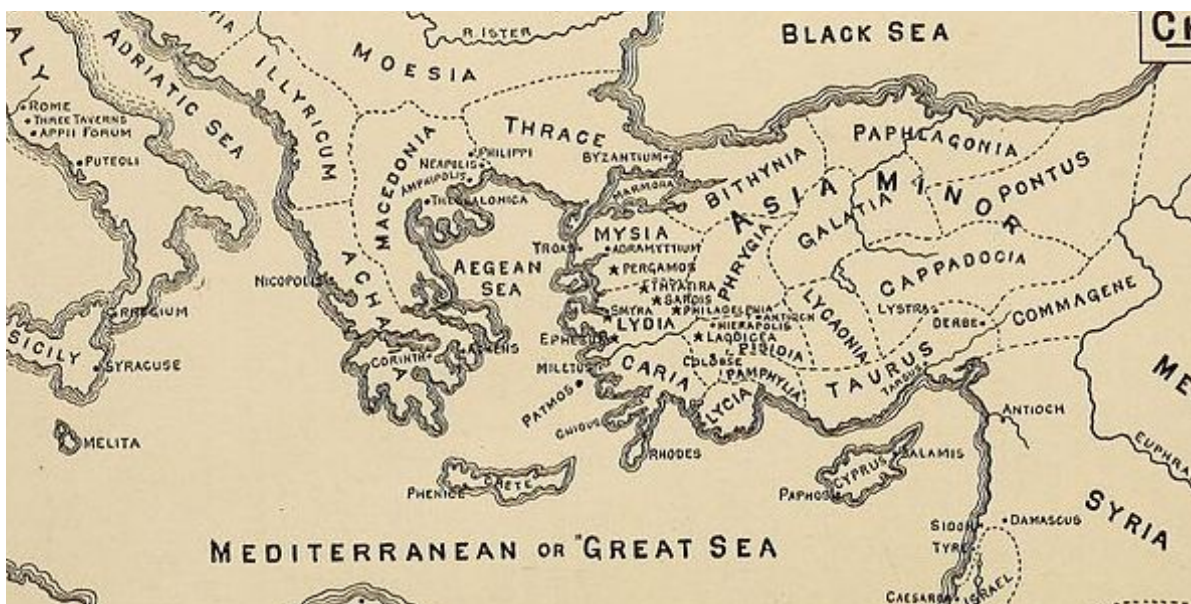 BLACK SEA
R. ISTER
MOESIA
ADRIATIC SEA
ILLYRICUM
ROME
THREE TAVERNS
APPII FORUM
PUTEOLI
MACEDONIA
THRACE
BYZANTIUM
PHILIPPI
NEAPOLIS
AMPHIPOLIS
THESSALONICA
MARMORA
BITHYNIA
PAPHLAGONIA
PONTUS
ASIA MINOR
GALATIA
PHRYGIA
CAPPADOCIA
LYCAONIA
COMMAGENE
LYSTRA
DERBE
MYSIA
TROAS
ADRAMYTTIUM
PERGAMOS
THYATIRA
SARDIS
PHILADELPHIA
ANTIOCH
HIERAPOLIS
LAODICEA
SMYRA
LYDIA
EPHESUS
PISIDIA
COLOSSE
PAMPHYLIA
CARIA
LYCIA
TAURUS
MILETUS
PATMOS
CNIDUS
RHODES
AEGEAN
SEA
ACHAIA
NICOPOLIS
CORINTH
ATHENS
RHEGIUM
SICILY
SYRACUSE
MELITA
PHENICE
CRETE
PAPHOS
CYPRUS
SALAMIS
ANTIOCH
SYRIA
SIDON
DAMASCUS
TYRE
ISRAEL
MEDITERRANEAN OR "GREAT SEA